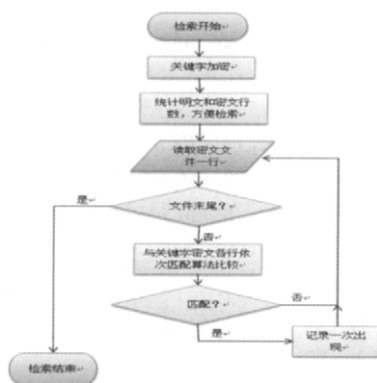 检索开始
关键字加密
统计明文和密文行
数，方便检索
读取密文文
件一行
是
文件末尾？
否
与关键字密文各行依
次匹配算法比较
匹配？
否
是
记录一次出
现
检索结束